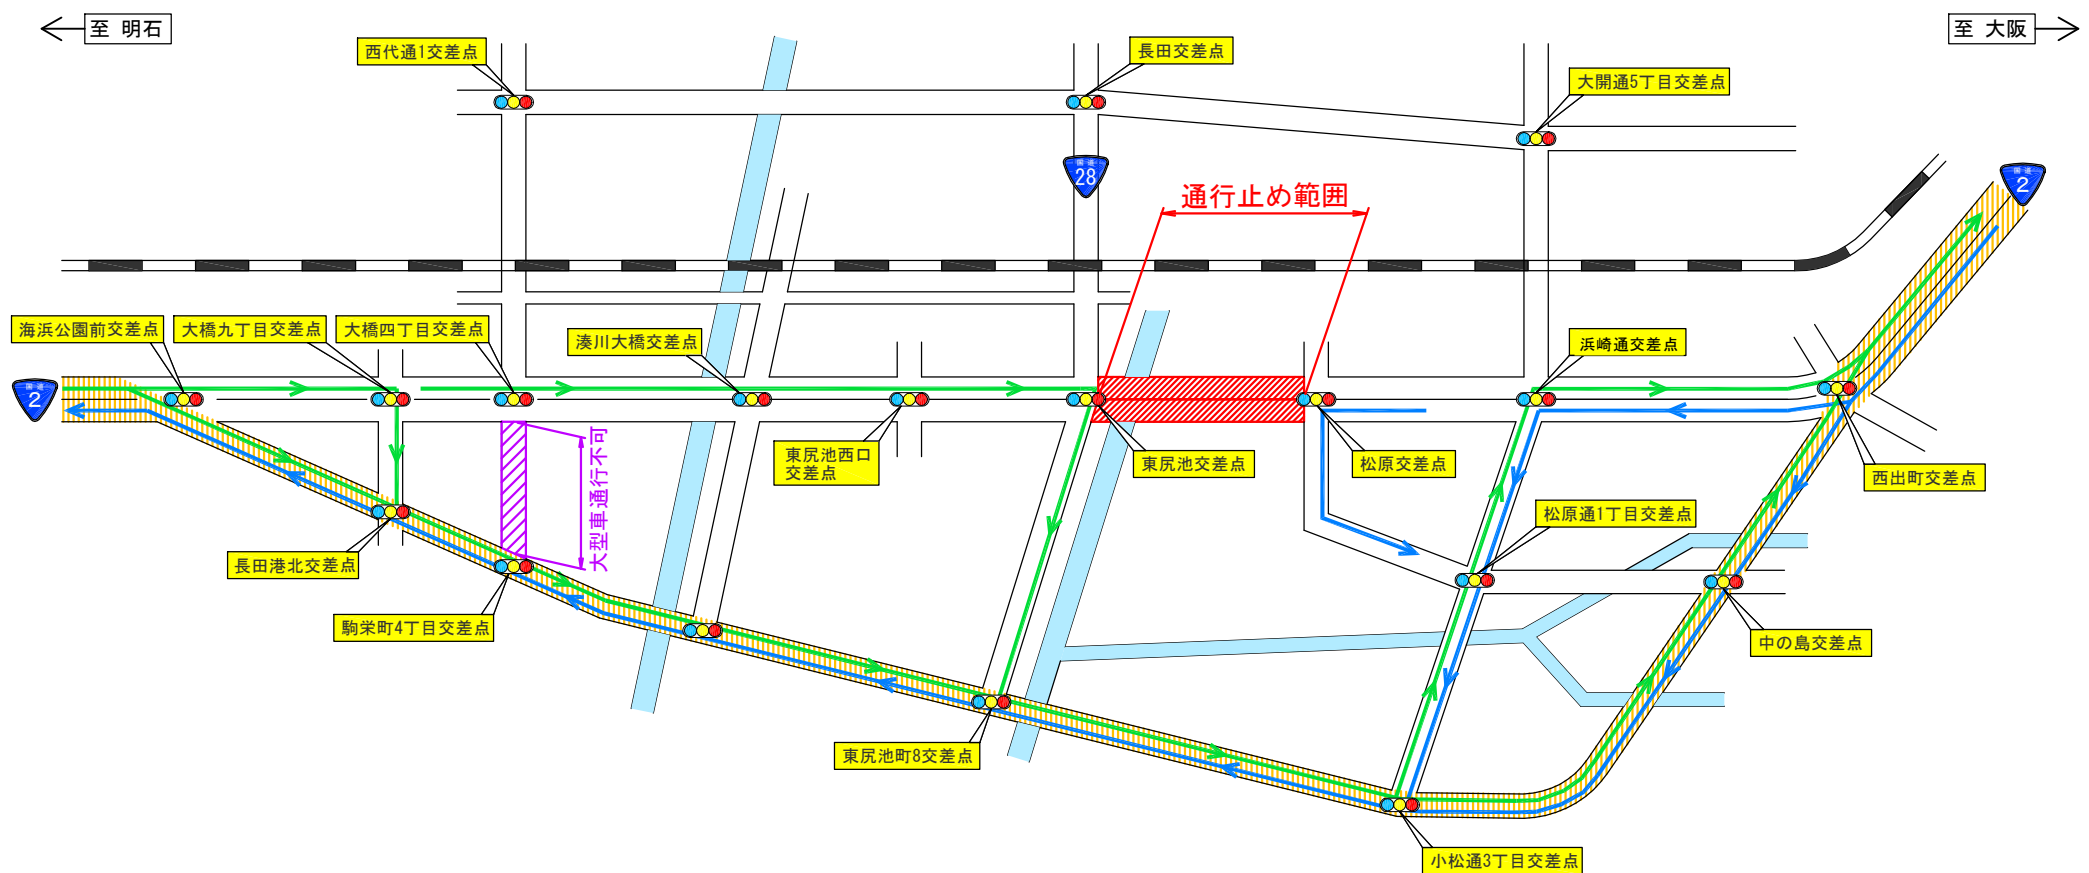 至 明石
至 大阪
西代通1交差点
長田交差点
大開通5丁目交差点
国道
28
国道
2
通行止め範囲
海浜公園前交差点
大橋九丁目交差点
大橋四丁目交差点
湊川大橋交差点
浜崎通交差点
国道
2
東尻池西口
交差点
東尻池交差点
松原交差点
西出町交差点
大型車通行不可
松原通1丁目交差点
長田港北交差点
駒栄町4丁目交差点
中の島交差点
東尻池町8交差点
小松通3丁目交差点